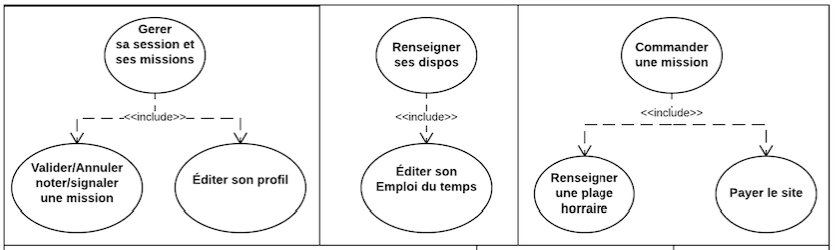 Gerer
sa session et
ses missions
<<include>>
Valider/Annuler
noter/signaler
une mission
Éditer son profil
Renseigner
ses dispos
<<include>>
Éditer son
Emploi du temps
Commander
une mission
<<include>>
Renseigner
une plage
horraire
Payer le site